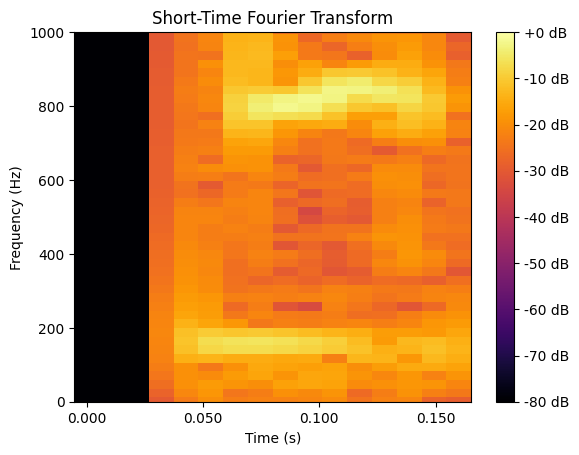 Short-Time Fourier Transform
1000
800
600
400
200
0
Frequency (Hz)
0.000
0.050
0.100
0.150
Time (s)
+0 dB
-10 dB
-20 dB
-30 dB
-40 dB
-50 dB
-60 dB
-70 dB
-80 dB